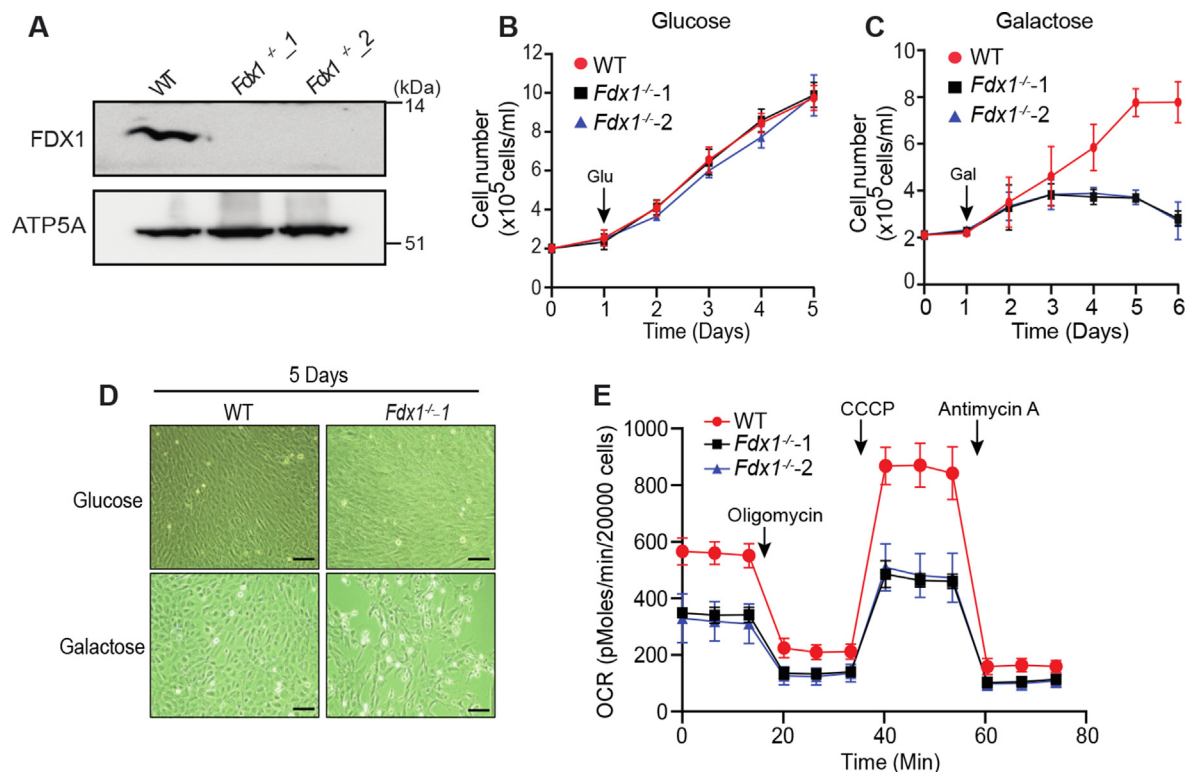 A
WT
Fdx1⁺⁄⁻_1
Fdx1⁺⁄⁻_2
(kDa)
FDX1
14
ATP5A
51
B
Glucose
Cell number
(x10⁵cells/ml)
12
10
8
6
4
2
0
WT
Fdx1⁻/⁻-1
Fdx1⁻/⁻-2
Glu
0 1 2 3 4 5
Time (Days)
C
Galactose
Cell number
(x10⁵cells/ml)
10
8
6
4
2
0
WT
Fdx1⁻/⁻-1
Fdx1⁻/⁻-2
Gal
0 1 2 3 4 5 6
Time (Days)
D
5 Days
WT
Fdx1⁻/⁻-1
Glucose
Galactose
E
OCR (pMoles/min/20000 cells)
1000
800
600
400
200
0
WT
Fdx1⁻/⁻-1
Fdx1⁻/⁻-2
Oligomycin
CCCP
Antimycin A
0 20 40 60 80
Time (Min)